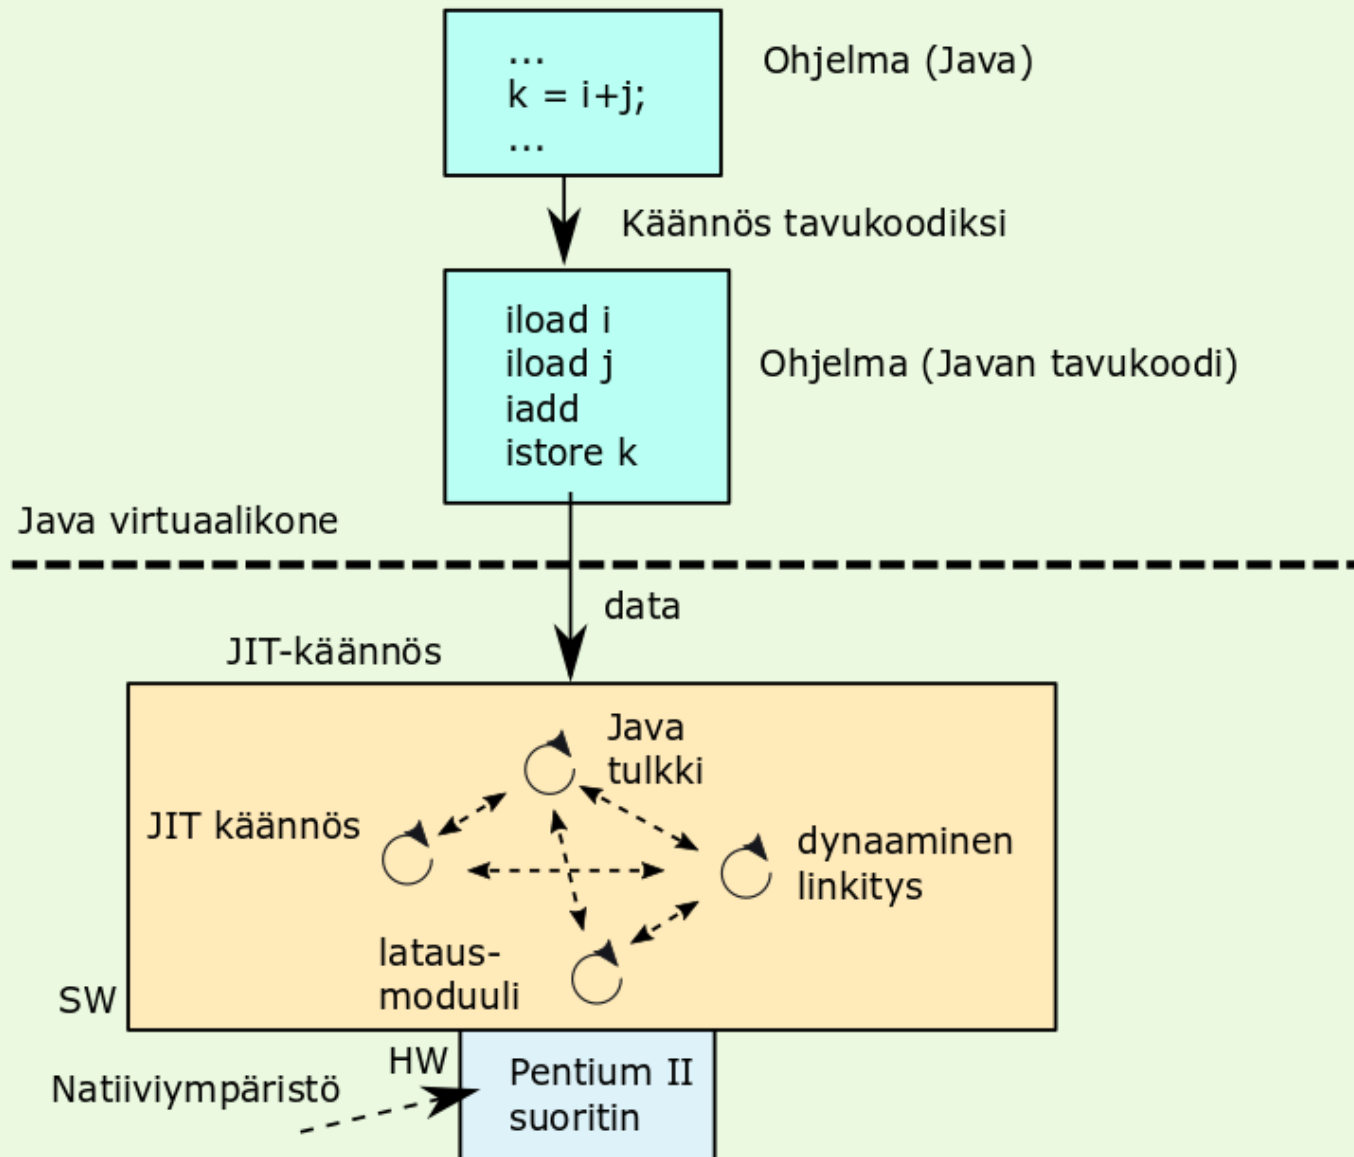 ...
k = i+j;
...
Ohjelma (Java)
Käännös tavukoodiksi
iload i
iload j
iadd
istore k
Ohjelma (Javan tavukoodi)
Java virtuaalikone
data
JIT-käännös
Java
tulkki
JIT käännös
dynaaminen
linkitys
lataus-
moduuli
SW
HW
Natiiviympäristö
Pentium II
suoritin